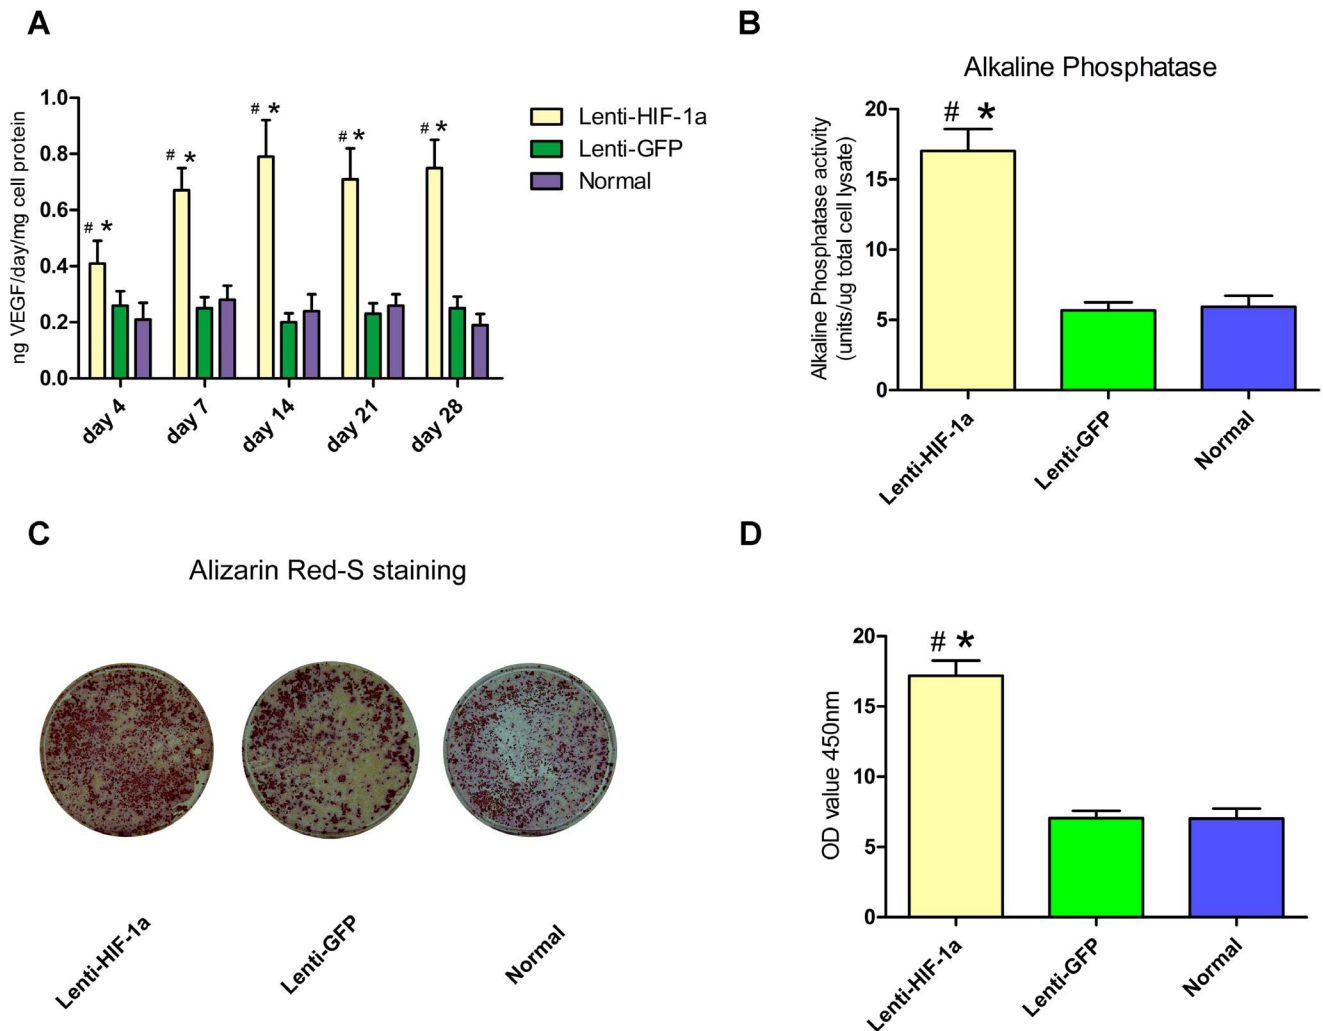 A
ng VEGF/day/mg cell protein
1.0
0.8
0.6
0.4
0.2
0.0
# *
# *
# *
# *
# *
day 4
day 7
day 14
day 21
day 28
Lenti-HIF-1a
Lenti-GFP
Normal
B
Alkaline Phosphatase
Alkaline Phosphatase activity
(units/ug total cell lysate)
20
15
10
5
0
# *
Lenti-HIF-1a
Lenti-GFP
Normal
C
Alizarin Red-S staining
Lenti-HIF-1a
Lenti-GFP
Normal
D
OD value 450nm
20
15
10
5
0
# *
Lenti-HIF-1a
Lenti-GFP
Normal